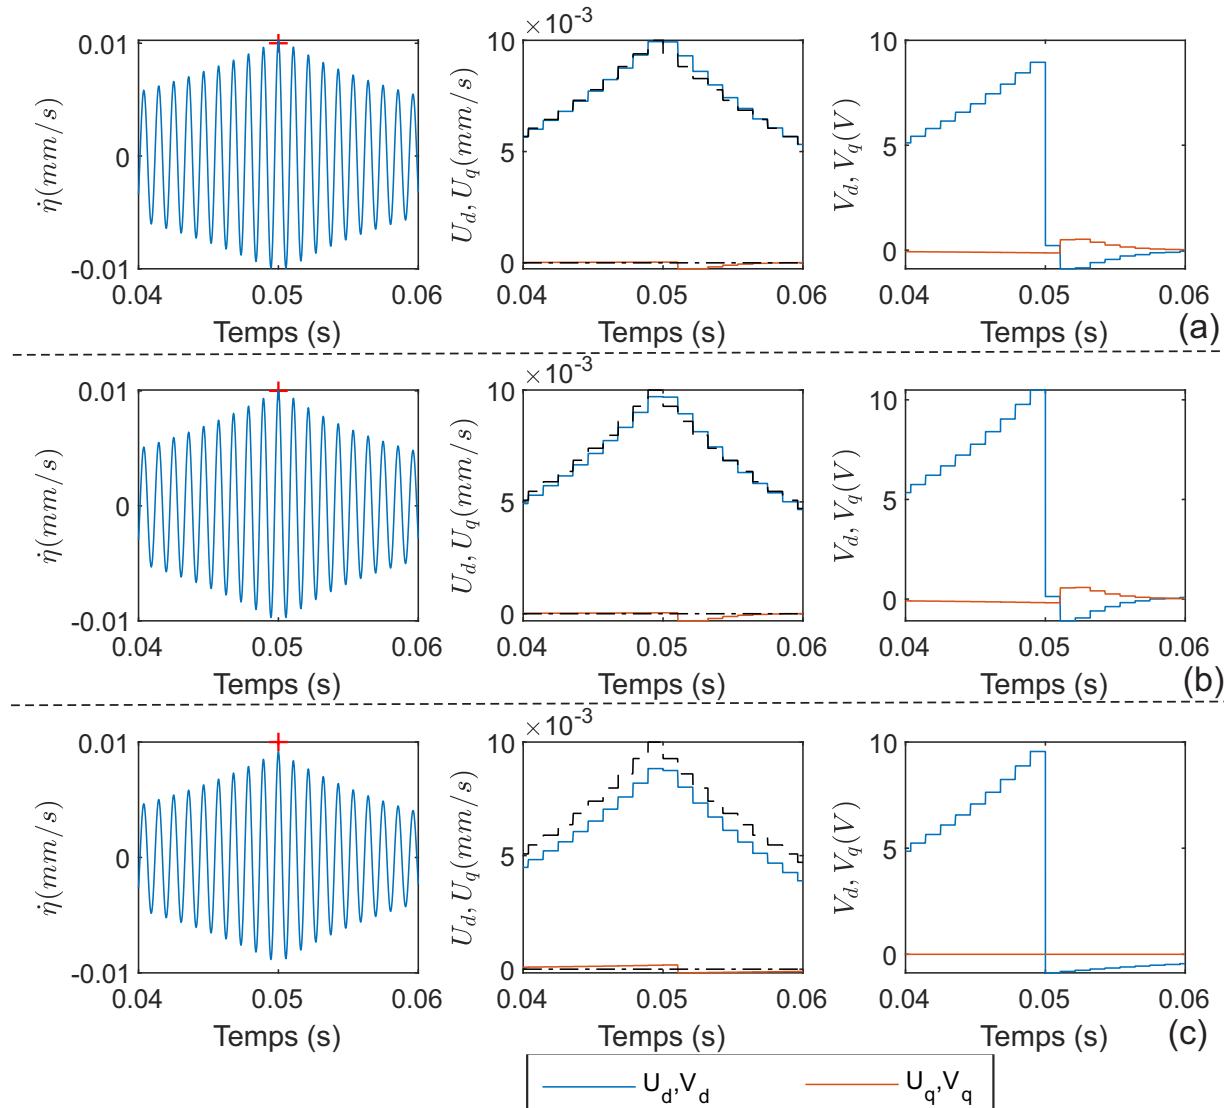 ×10⁻³
0.01
0
-0.01
η̇(mm/s)
0.04 0.05 0.06
Temps (s)
10
5
0
U_d, U_q(mm/s)
0.04 0.05 0.06
Temps (s)
10
5
0
V_d, V_q(V)
0.04 0.05 0.06
Temps (s)
(a)
×10⁻³
0.01
0
-0.01
η̇(mm/s)
0.04 0.05 0.06
Temps (s)
10
5
0
U_d, U_q(mm/s)
0.04 0.05 0.06
Temps (s)
10
5
0
V_d, V_q(V)
0.04 0.05 0.06
Temps (s)
(b)
×10⁻³
0.01
0
-0.01
η̇(mm/s)
0.04 0.05 0.06
Temps (s)
10
5
0
U_d, U_q(mm/s)
0.04 0.05 0.06
Temps (s)
10
5
0
V_d, V_q(V)
0.04 0.05 0.06
Temps (s)
(c)
U_d,V_d U_q,V_q